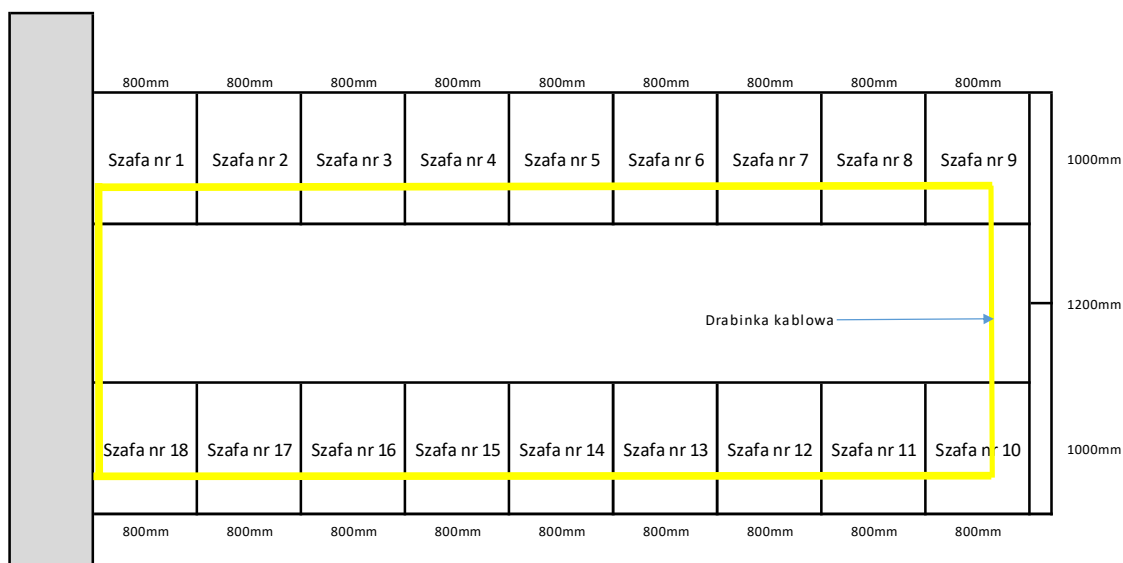 800mm 800mm 800mm 800mm 800mm 800mm 800mm 800mm 800mm
Szafa nr 1 Szafa nr 2 Szafa nr 3 Szafa nr 4 Szafa nr 5 Szafa nr 6 Szafa nr 7 Szafa nr 8 Szafa nr 9 1000mm
1200mm
Drabinka kablowa
Szafa nr 18 Szafa nr 17 Szafa nr 16 Szafa nr 15 Szafa nr 14 Szafa nr 13 Szafa nr 12 Szafa nr 11 Szafa nr 10 1000mm
800mm 800mm 800mm 800mm 800mm 800mm 800mm 800mm 800mm